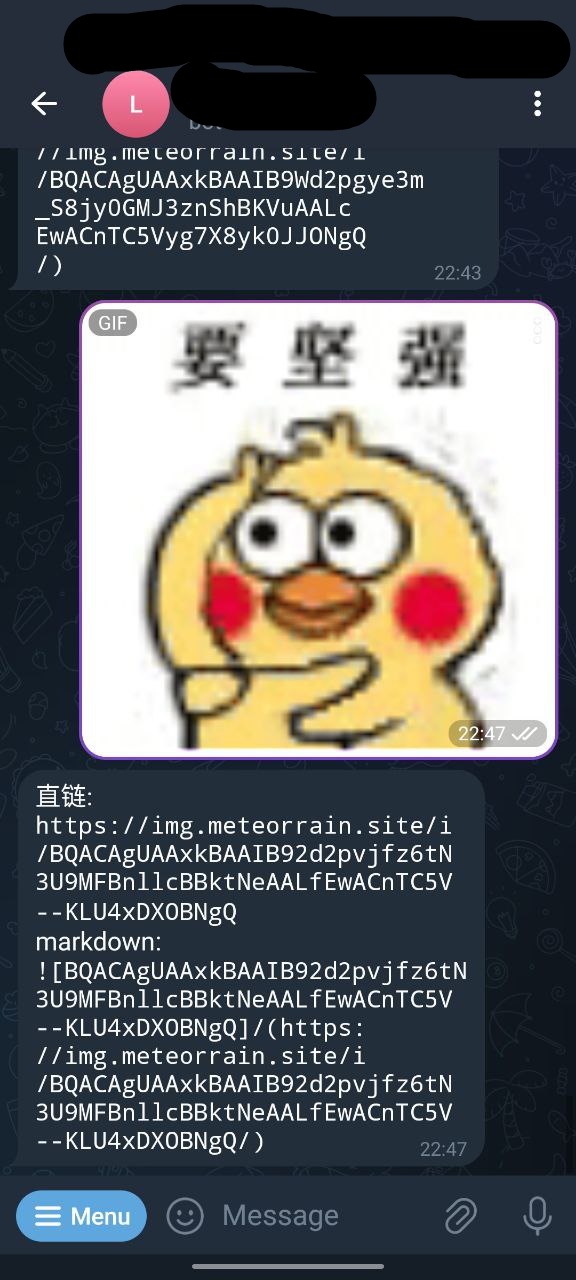 L
//img.meteorrain.site/i
/BQACAgUAAxkBAAIB9Wd2pgye3m
_S8jyOGMJ3znShBKVuAALc
EwACnTC5Vyg7X8yk0JJONgQ
/)
22:43
GIF
要 坚 强
22:47
直链:
https://img.meteorrain.site/i
/BQACAgUAAxkBAAIB92d2pvjfz6tN
3U9MFBnllcBBktNeAALfEwACnTC5V
--KLU4xDXOBNgQ
markdown:
![BQACAgUAAxkBAAIB92d2pvjfz6tN
3U9MFBnllcBBktNeAALfEwACnTC5V
--KLU4xDXOBNgQ]/(https:
//img.meteorrain.site/i
/BQACAgUAAxkBAAIB92d2pvjfz6tN
3U9MFBnllcBBktNeAALfEwACnTC5V
--KLU4xDXOBNgQ/)
22:47
Menu
Message